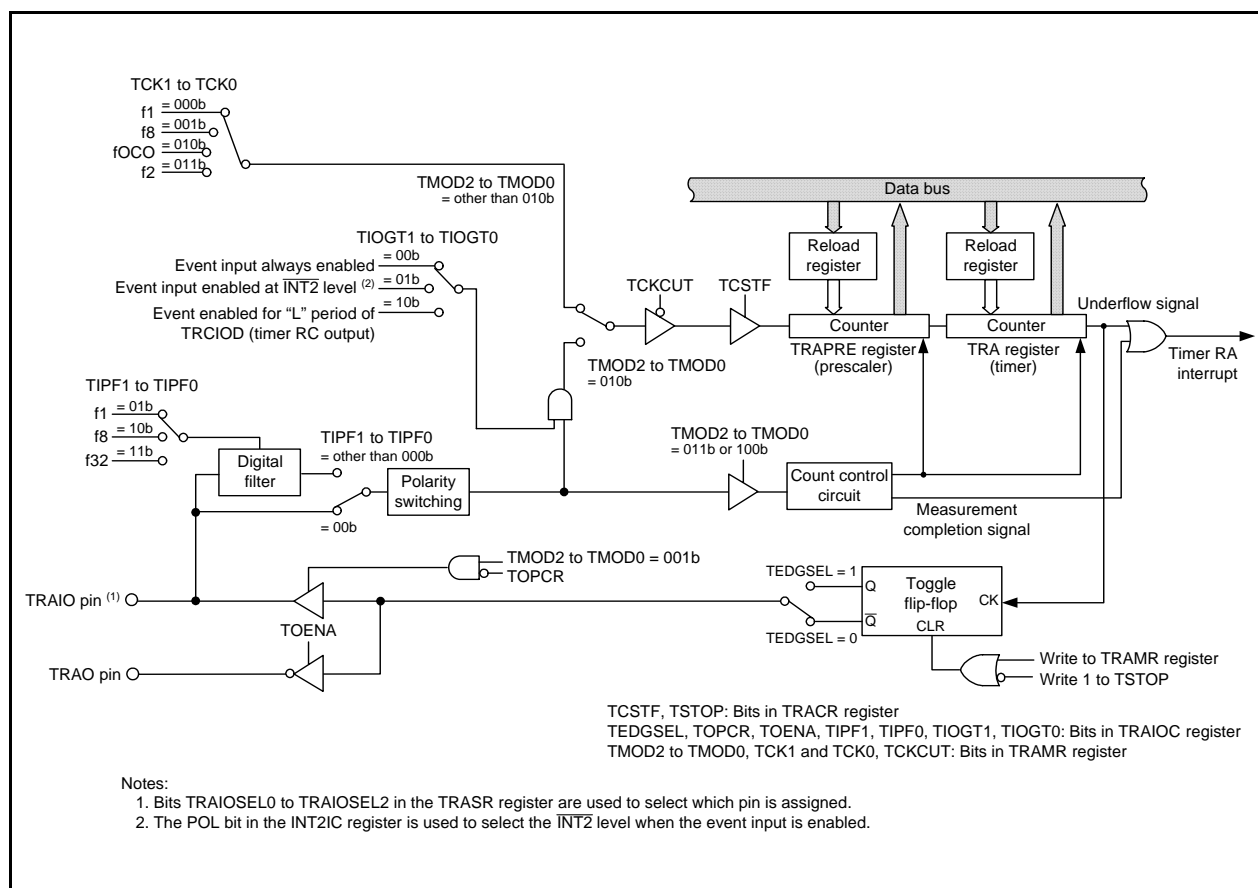 TCK1 to TCK0
f1 = 000b
f8 = 001b
fOCO = 010b
f2 = 011b
TMOD2 to TMOD0
= other than 010b
Data bus
TIOGT1 to TIOGT0
Event input always enabled = 00b
Event input enabled at INT2 level (2) = 01b
Event enabled for “L” period of = 10b
TRCIOD (timer RC output)
Reload
register
Reload
register
TCKCUT
TCSTF
Counter
TRAPRE register
(prescaler)
Counter
TRA register
(timer)
Underflow signal
Timer RA
interrupt
TMOD2 to TMOD0
= 010b
TIPF1 to TIPF0
f1 = 01b
f8 = 10b
f32 = 11b
Digital
filter
TIPF1 to TIPF0
= other than 000b
= 00b
Polarity
switching
TMOD2 to TMOD0
= 011b or 100b
Count control
circuit
Measurement
completion signal
TMOD2 to TMOD0 = 001b
TOPCR
TRAIO pin (1)
TOENA
TRAO pin
TEDGSEL = 1
TEDGSEL = 0
Q
Toggle
flip-flop
CK
Q
CLR
Write to TRAMR register
Write 1 to TSTOP
TCSTF, TSTOP: Bits in TRACR register
TEDGSEL, TOPCR, TOENA, TIPF1, TIPF0, TIOGT1, TIOGT0: Bits in TRAIOC register
TMOD2 to TMOD0, TCK1 and TCK0, TCKCUT: Bits in TRAMR register
Notes:
1. Bits TRAIOSEL0 to TRAIOSEL2 in the TRASR register are used to select which pin is assigned.
2. The POL bit in the INT2IC register is used to select the INT2 level when the event input is enabled.